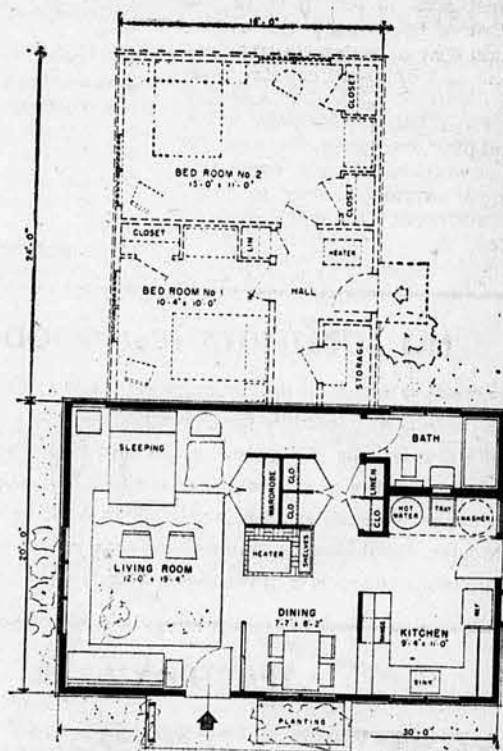 18'-0"
CLOSET
BED ROOM No 2
15'-0" x 11'-0"
CLOSET
24'-0"
CLOSET
LIN
HEATER
BED ROOM No 1
10'-4" x 10'-0"
HALL
STORAGE
SLEEPING
BATH
WARDROBE
CLO
CLO
LINEN
CLO
HOT WATER
TRAY
WASHER
HEATER
SHELVES
LIVING ROOM
12'-0" x 19'-4"
20'-0"
DINING
7'-7" x 8'-2"
RANGE
KITCHEN
9'-4" x 11'-0"
REF
SINK
PLANTING
30'-0"